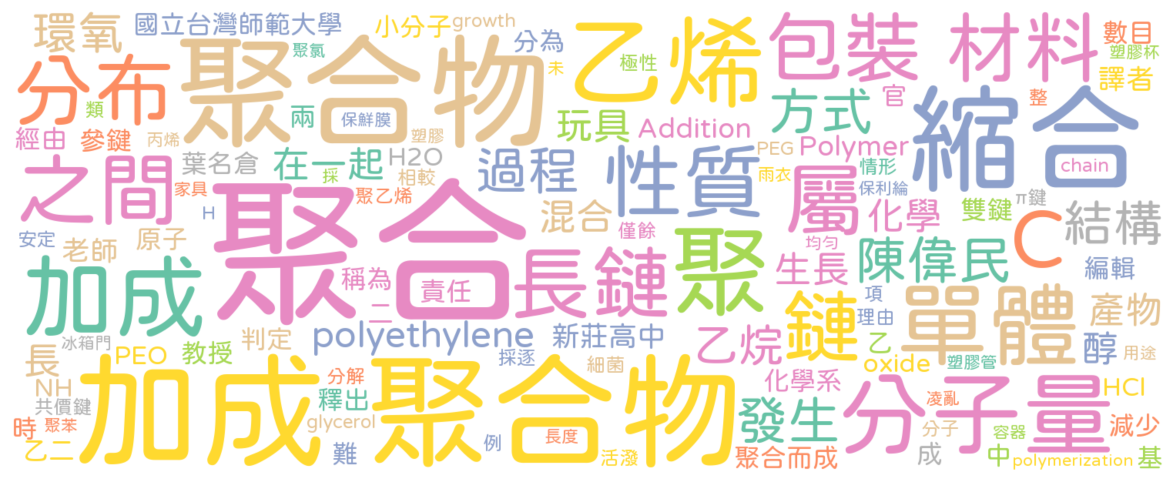 環氧
國立台灣師範大學
小分子
growth
聚氯
分為
未
乙烯
極性
包裝
材料
數目
塑膠杯
譯者
分布
類
聚合物
兩
保鮮膜
塑膠
玩具
Addition
方式
官
整
縮合
經由
參鍵
丙烯
葉名倉
在一起
H2O
相較
過程
性質
PEG
Polymer
情形
雨衣
保利綸
chain
之間
家具
採
聚乙烯
H
混合
僅餘
屬
化學
雙鍵
π鍵
C
結構
安定
老師
原子
聚合
稱為
二
責任
長鏈
聚
均勻
生長
陳偉民
編輯
加成
冰箱門
判定
polyethylene
新莊高中
乙烷
鏈
項
理由
單體
產物
長
PEO
教授
採逐
細菌
乙
oxide
塑膠管
醇
用途
NH
共價鍵
分解
釋出
glycerol
化學系
HCl
時
聚苯
加成聚合物
例
長度
發生
分子量
凌亂
分子
容器
減少
乙二
難
活潑
聚合而成
成
中
polymerization
基